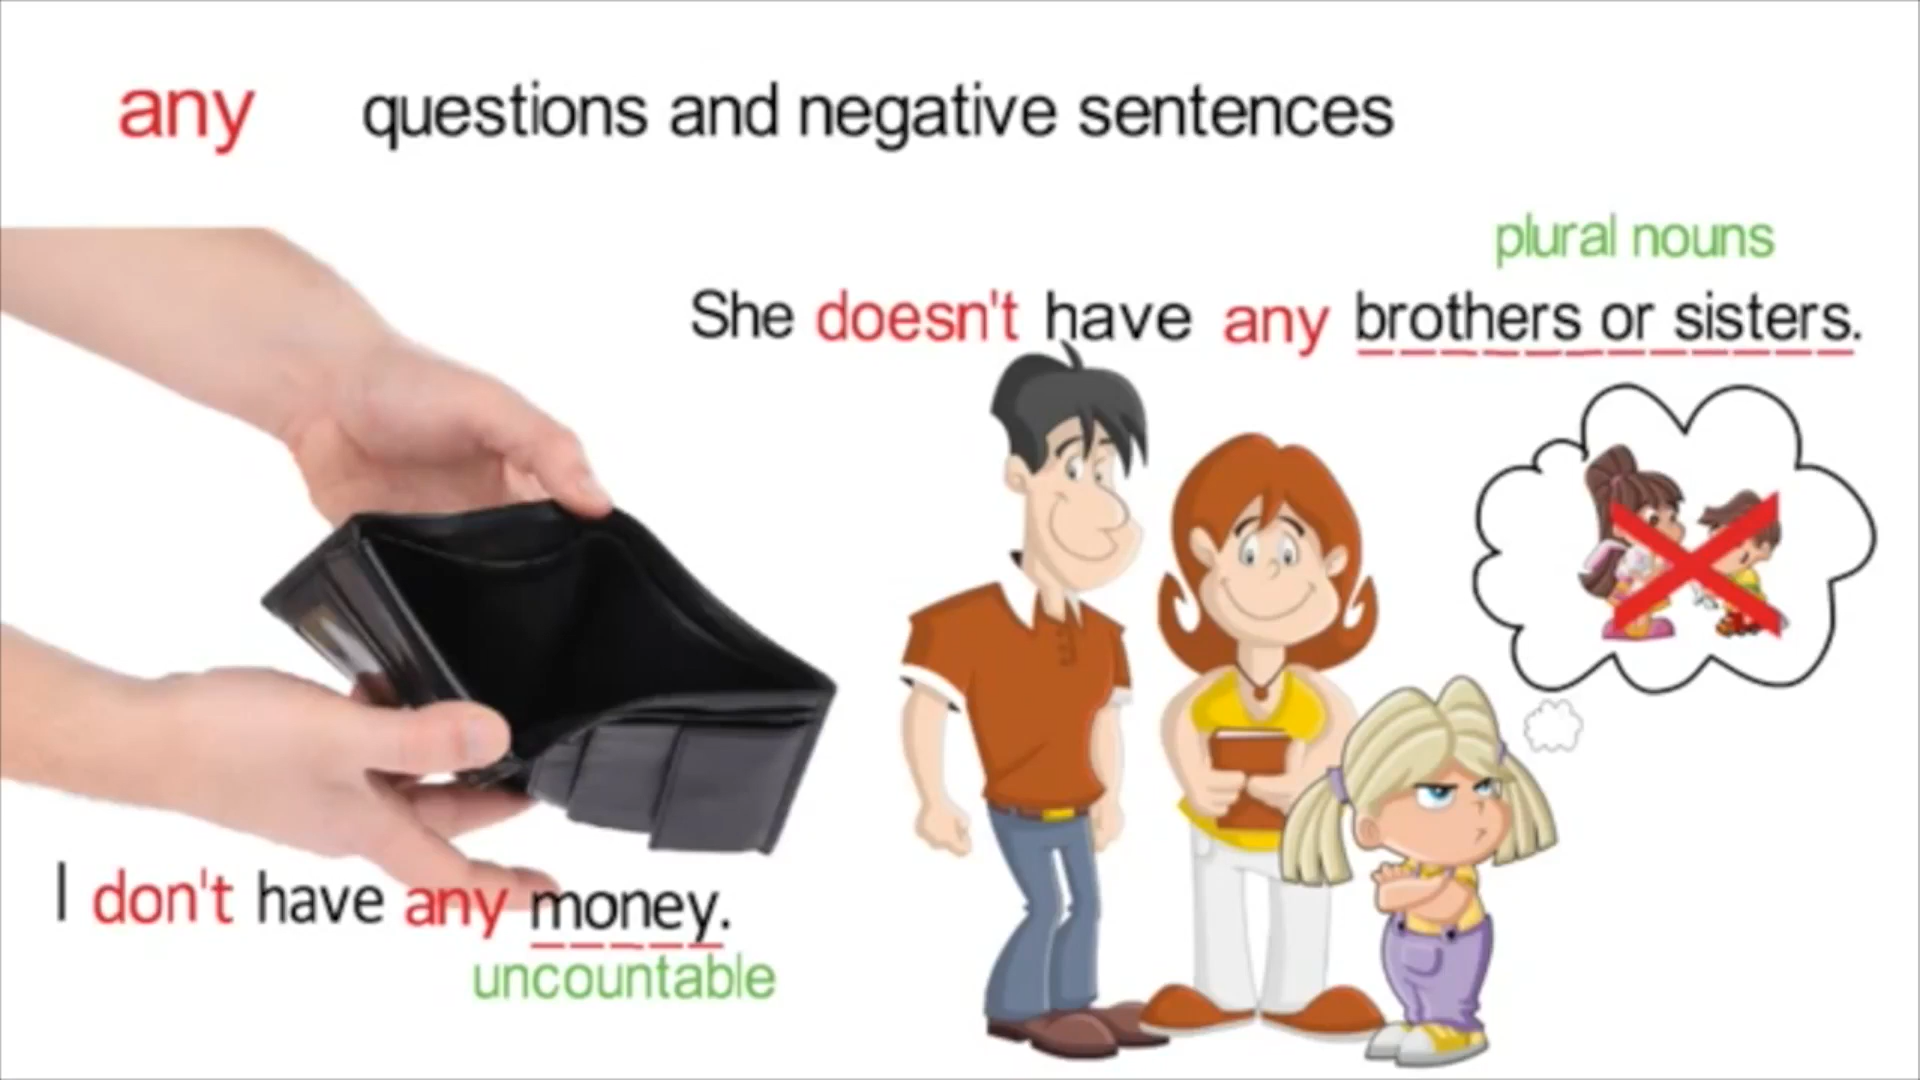 any questions and negative sentences
plural nouns
She doesn't have any brothers or sisters.
I don't have any money.
uncountable